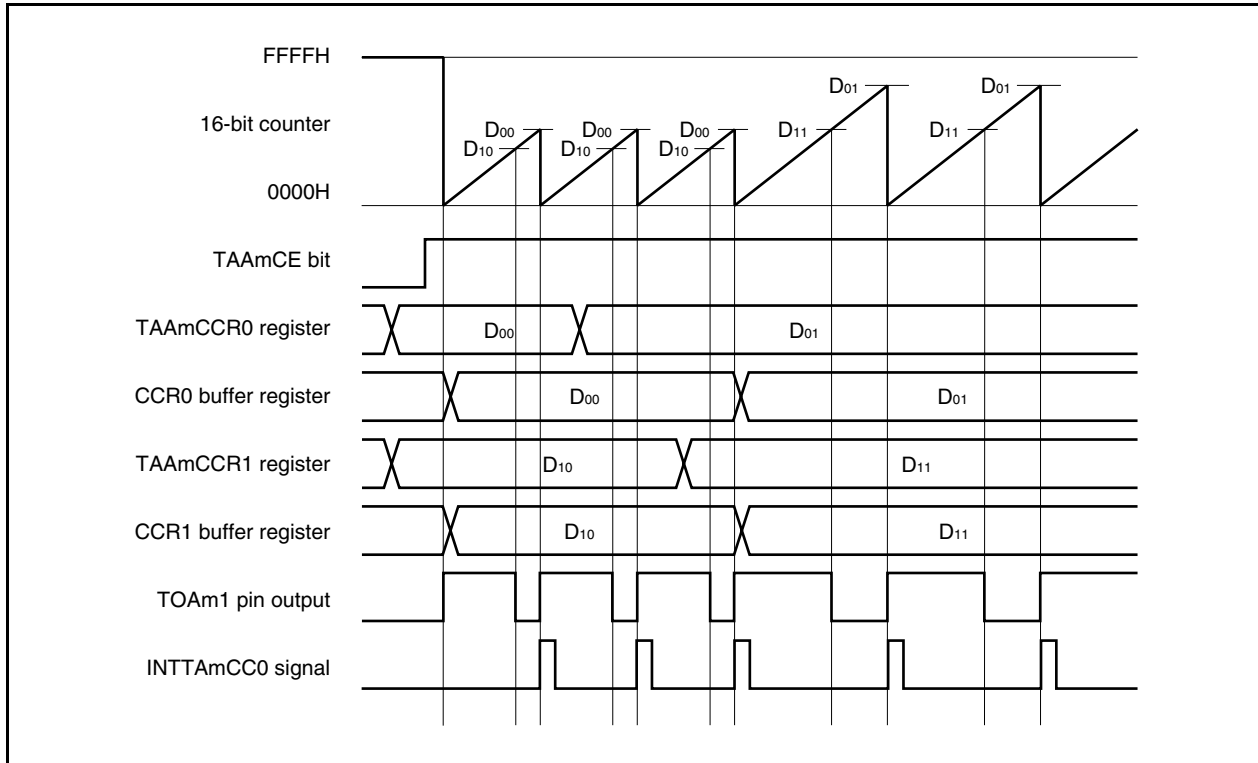 FFFFH
D01 D01
16-bit counter D00 D00 D00 D11 D11
D10 D10 D10
0000H
TAAmCE bit
TAAmCCR0 register D00 D01
CCR0 buffer register D00 D01
TAAmCCR1 register D10 D11
CCR1 buffer register D10 D11
TOAm1 pin output
INTTAmCC0 signal